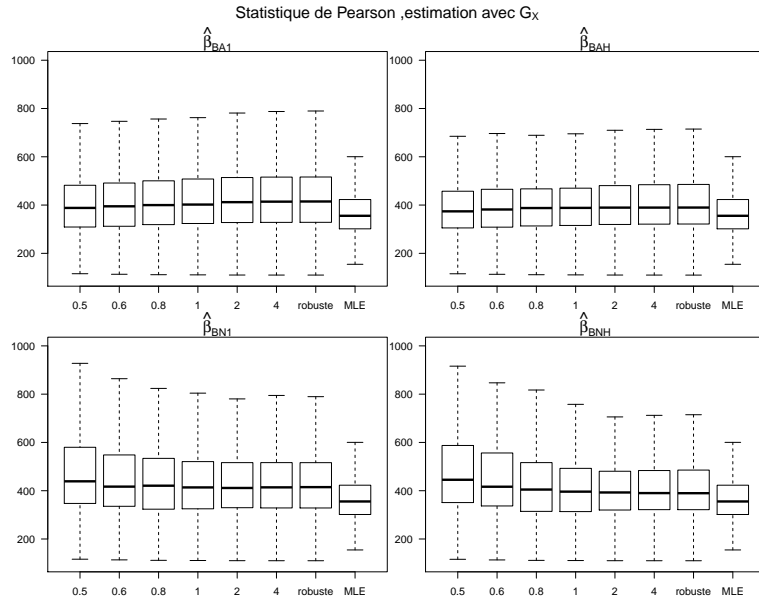 Statistique de Pearson ,estimation avec G_X
β̂_BA1
1000
800
600
400
200
0.5 0.6 0.8 1 2 4 robuste MLE
β̂_BAH
1000
800
600
400
200
0.5 0.6 0.8 1 2 4 robuste MLE
β̂_BN1
1000
800
600
400
200
0.5 0.6 0.8 1 2 4 robuste MLE
β̂_BNH
1000
800
600
400
200
0.5 0.6 0.8 1 2 4 robuste MLE